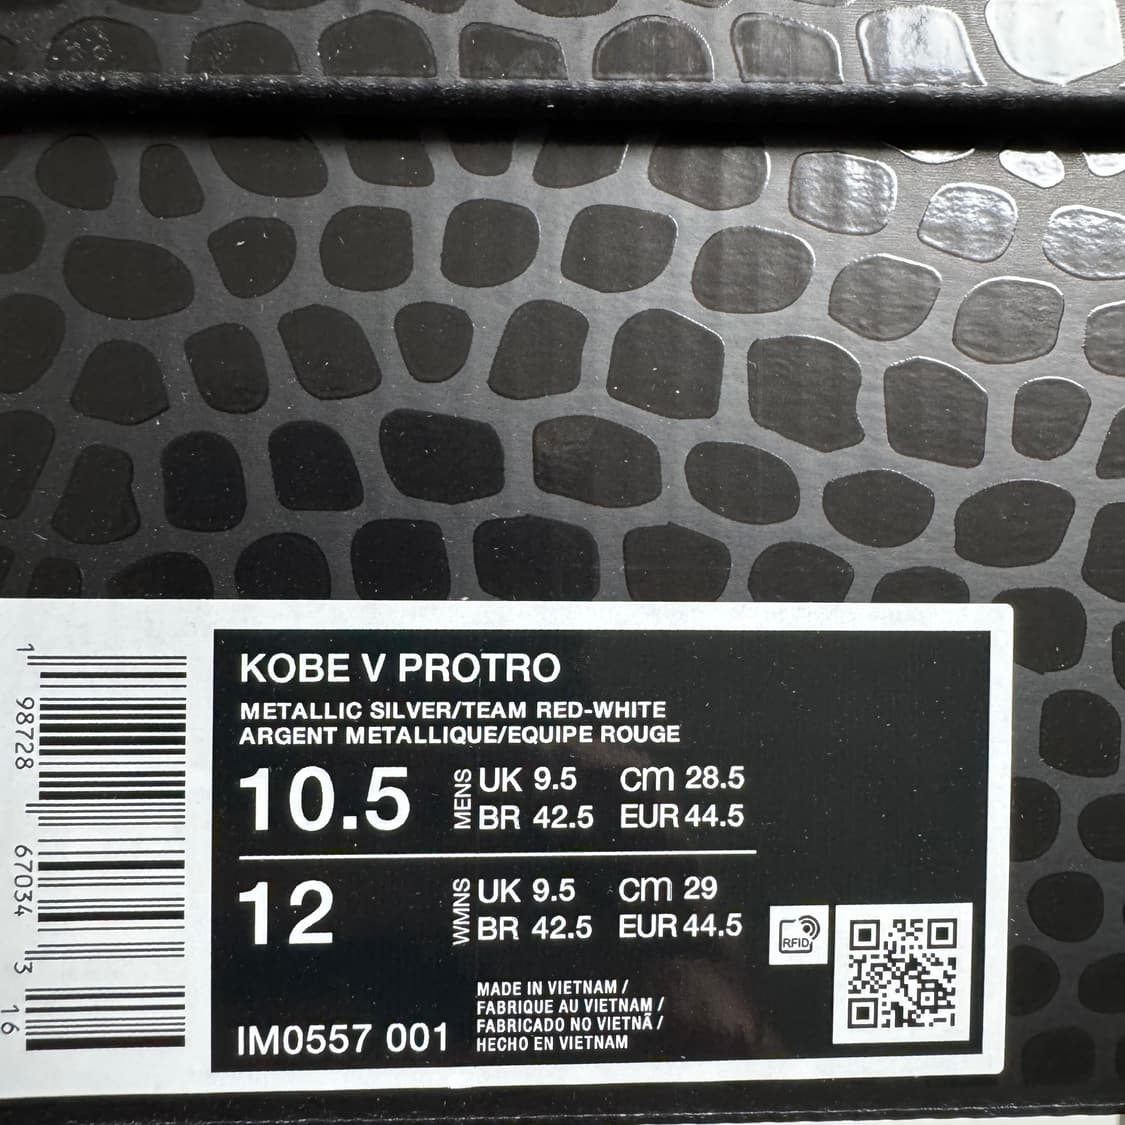 KOBE V PROTRO
METALLIC SILVER/TEAM RED-WHITE
ARGENT METALLIQUE/EQUIPE ROUGE
10.5 MENS UK 9.5 cm 28.5
BR 42.5 EUR 44.5
12 WMNS UK 9.5 cm 29
BR 42.5 EUR 44.5
RFID
MADE IN VIETNAM /
FABRIQUE AU VIETNAM /
FABRICADO NO VIETNÃ /
HECHO EN VIETNAM
IM0557 001
1 98728 67034 3 16